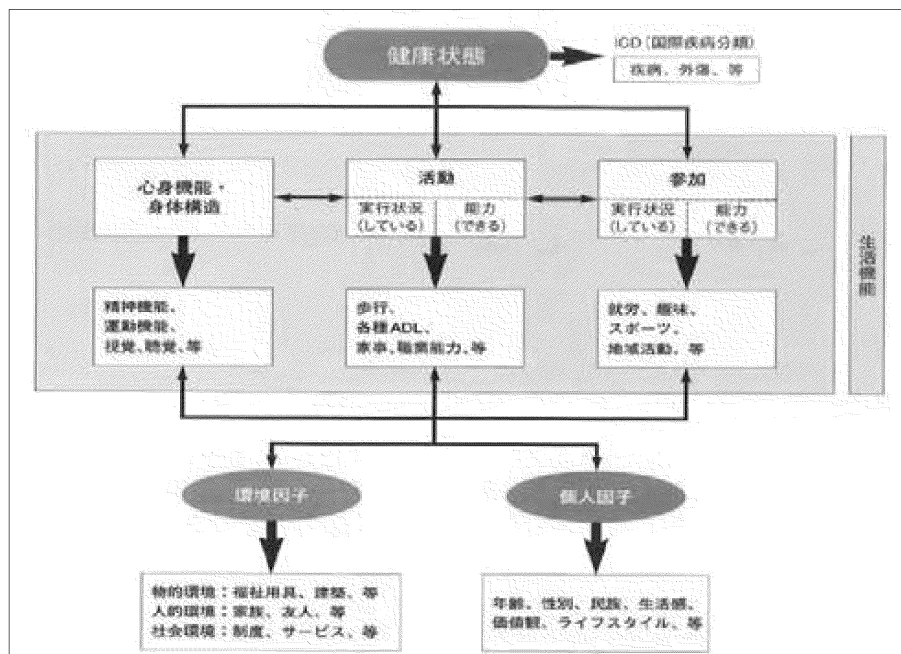 健康状態
ICD(国際疾病分類)
疾病、外傷、等
心身機能・
身体構造
活動
実行状況
(している)
能力
(できる)
参加
実行状況
(している)
能力
(できる)
生活機能
精神機能、
運動機能、
視覚、聴覚、等
歩行、
各種ADL、
家事、職業能力、等
就労、趣味、
スポーツ、
地域活動、等
環境因子
個人因子
物的環境：福祉用具、建築、等
人的環境：家族、友人、等
社会環境：制度、サービス、等
年齢、性別、民族、生活感、
価値観、ライフスタイル、等